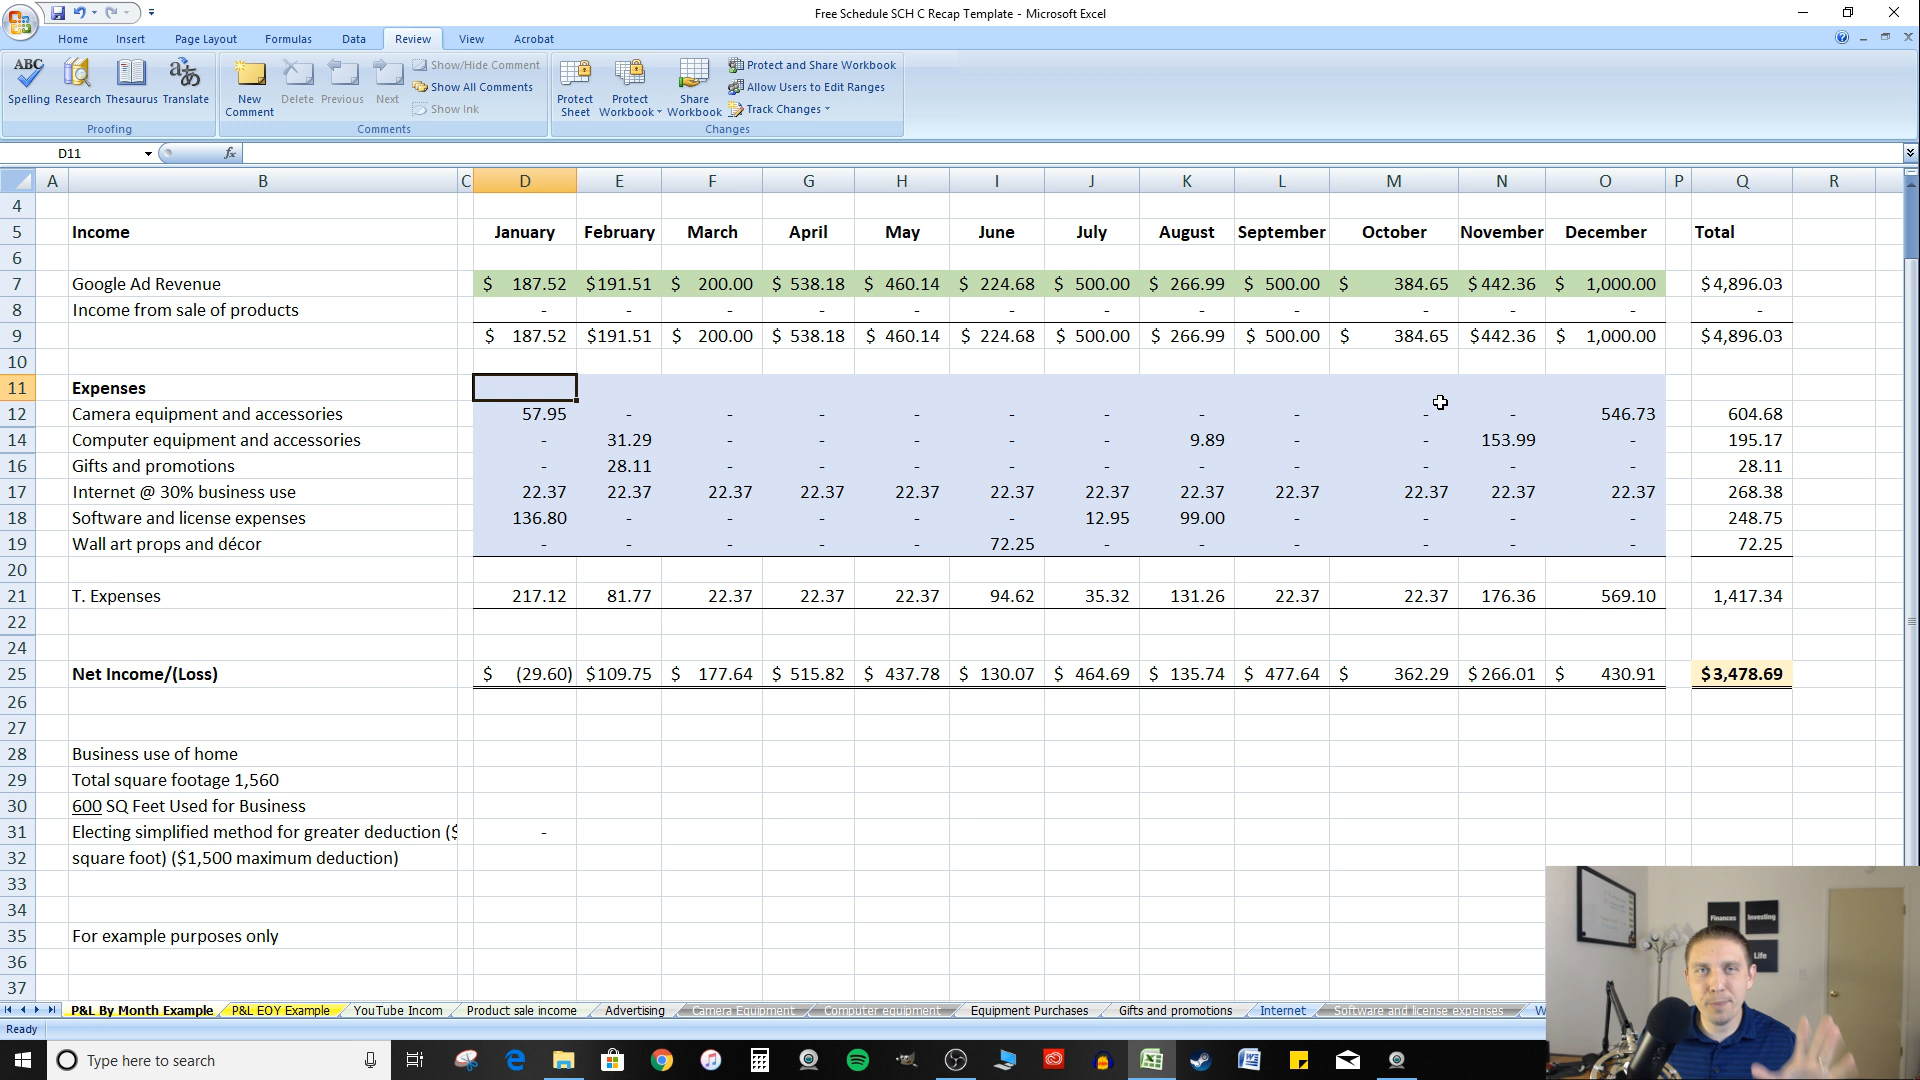 Free Schedule SCH C Recap Template - Microsoft Excel
Home Insert Page Layout Formulas Data Review View Acrobat
ABC
Spelling Research Thesaurus Translate
Proofing
New Comment Delete Previous Next
Show/Hide Comment
Show All Comments
Show Ink
Comments
Protect Sheet Protect Workbook Share Workbook
Protect and Share Workbook
Allow Users to Edit Ranges
Track Changes
Changes
D11 fx
A B C D E F G H I J K L M N O P Q R
4
5 Income January February March April May June July August September October November December Total
6
7 Google Ad Revenue $ 187.52 $191.51 $ 200.00 $ 538.18 $ 460.14 $ 224.68 $ 500.00 $ 266.99 $ 500.00 $ 384.65 $ 442.36 $ 1,000.00 $ 4,896.03
8 Income from sale of products - - - - - - - - - - - - -
9 $ 187.52 $191.51 $ 200.00 $ 538.18 $ 460.14 $ 224.68 $ 500.00 $ 266.99 $ 500.00 $ 384.65 $ 442.36 $ 1,000.00 $ 4,896.03
10
11 Expenses
12 Camera equipment and accessories 57.95 - - - - - - - - - - 546.73 604.68
14 Computer equipment and accessories - 31.29 - - - - - 9.89 - - 153.99 - 195.17
16 Gifts and promotions - 28.11 - - - - - - - - - - 28.11
17 Internet @ 30% business use 22.37 22.37 22.37 22.37 22.37 22.37 22.37 22.37 22.37 22.37 22.37 22.37 268.38
18 Software and license expenses 136.80 - - - - - 12.95 99.00 - - - - 248.75
19 Wall art props and décor - - - - - 72.25 - - - - - - 72.25
20
21 T. Expenses 217.12 81.77 22.37 22.37 22.37 94.62 35.32 131.26 22.37 22.37 176.36 569.10 1,417.34
22
24
25 Net Income/(Loss) $ (29.60) $109.75 $ 177.64 $ 515.82 $ 437.78 $ 130.07 $ 464.69 $ 135.74 $ 477.64 $ 362.29 $ 266.01 $ 430.91 $3,478.69
26
27
28 Business use of home
29 Total square footage 1,560
30 600 SQ Feet Used for Business
31 Electing simplified method for greater deduction ($ -
32 square foot) ($1,500 maximum deduction)
33
34
35 For example purposes only
36
37
Finances Investing
Life
P&L By Month Example P&L EOY Example YouTube Incom Product sale income Advertising Camera Equipment Computer equipment Equipment Purchases Gifts and promotions Internet Software and license expenses W
Ready
Type here to search